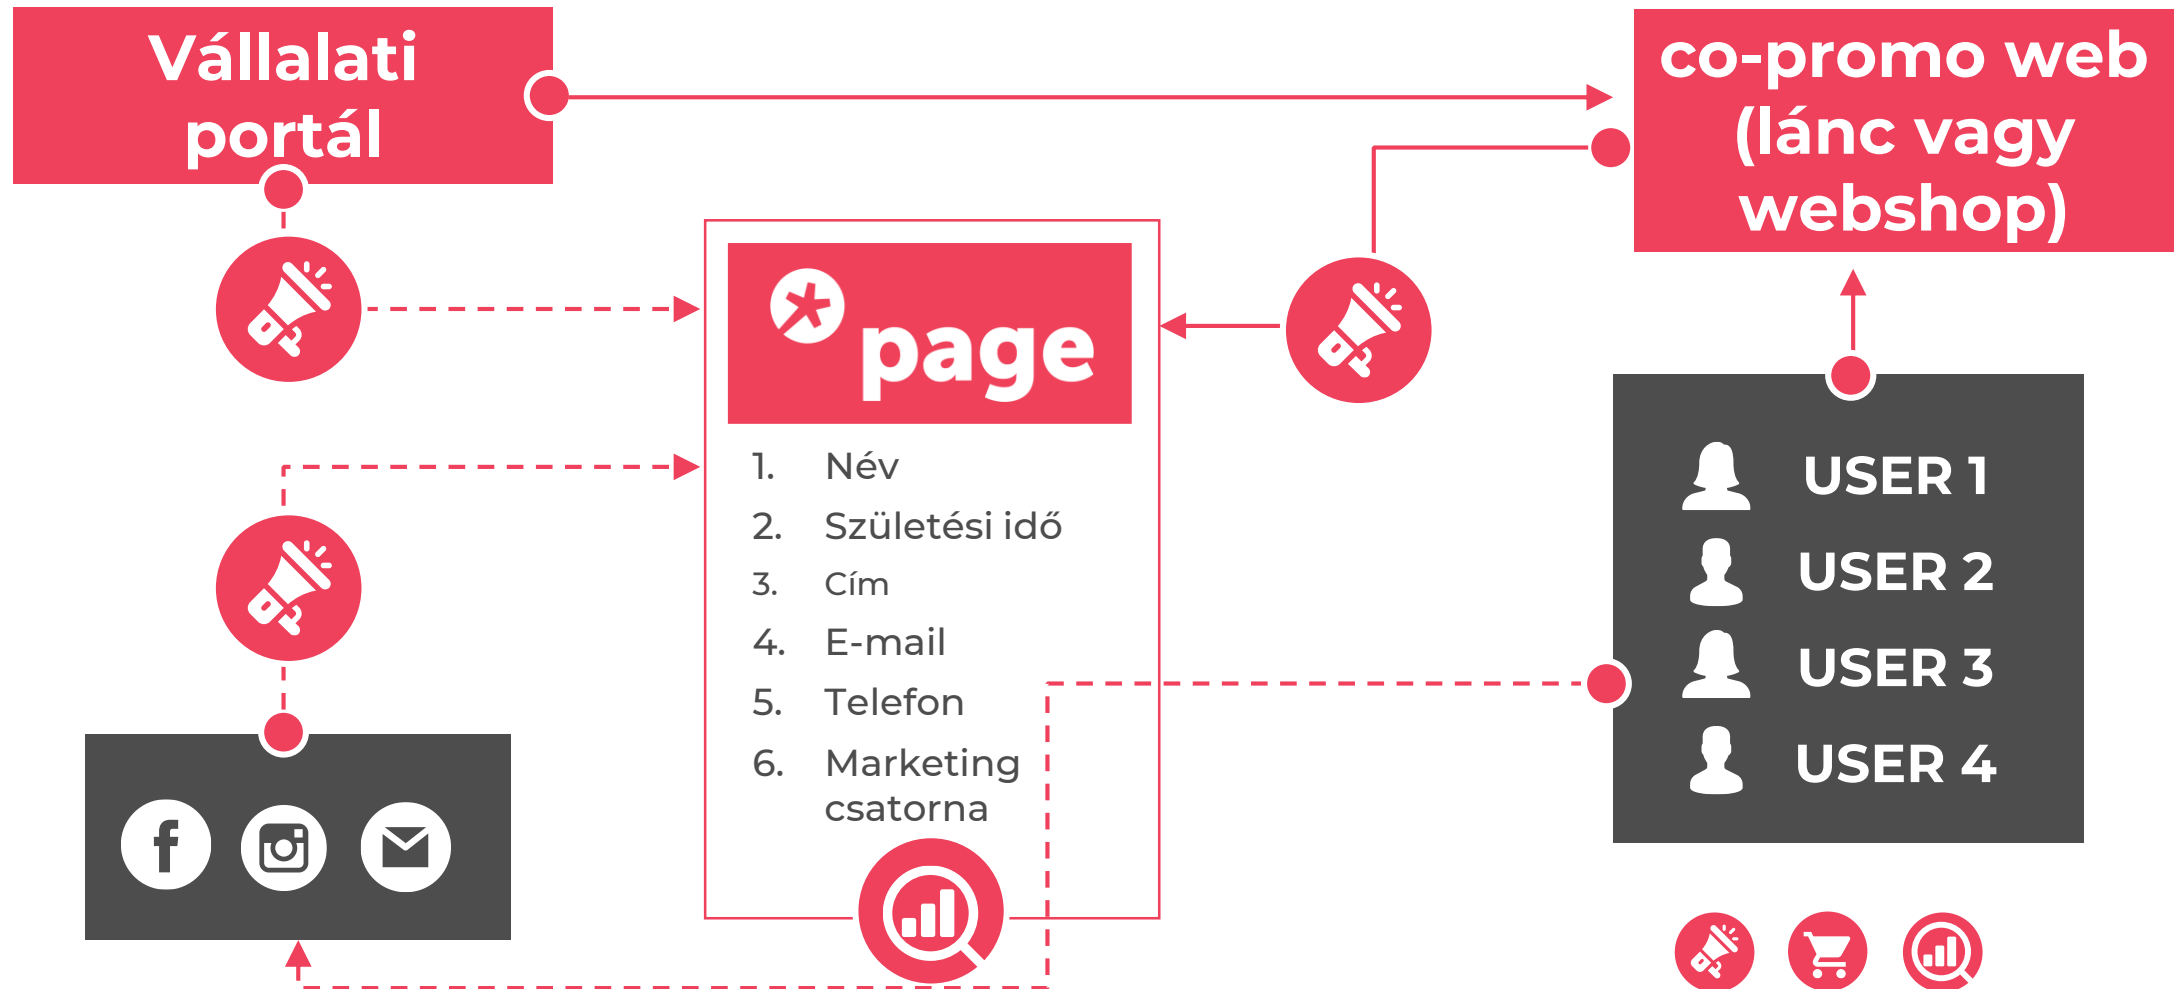 Vállalati
portál
co-promo web
(lánc vagy
webshop)
page
1. Név
2. Születési idő
3. Cím
4. E-mail
5. Telefon
6. Marketing
csatorna
USER 1
USER 2
USER 3
USER 4